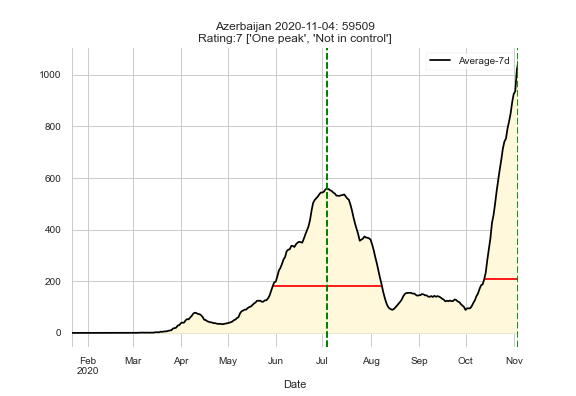 Azerbaijan 2020-11-04: 59509
Rating:7 ['One peak', 'Not in control']
Average-7d
1000
800
600
400
200
0
Feb Mar Apr May Jun Jul Aug Sep Oct Nov
2020
Date